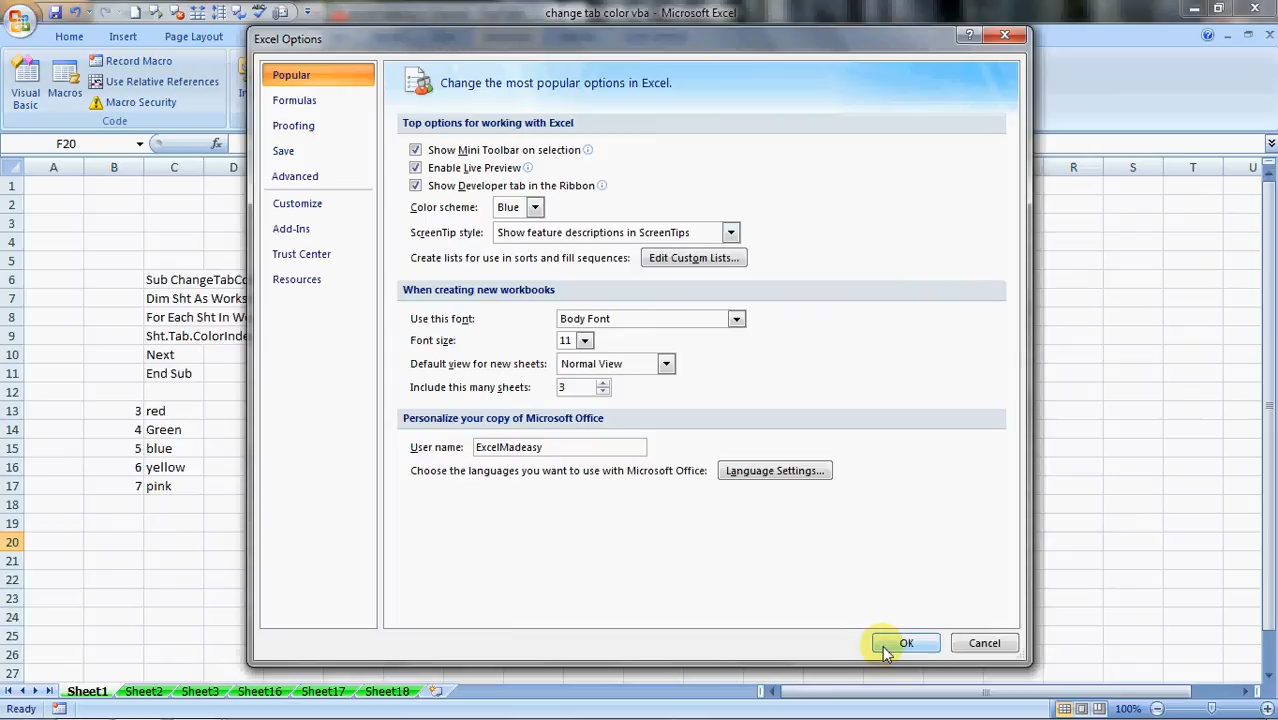 change tab color vba - Microsoft Excel
Home Insert Page Layout
Record Macro
Use Relative References
Macro Security
Visual Basic
Macros
Code
F20
fx
A B C D R S T U
1
2
3
4
5
6 Sub ChangeTabCo
7 Dim Sht As Works
8 For Each Sht In W
9 Sht.Tab.ColorInde
10 Next
11 End Sub
12
13 3 red
14 4 Green
15 5 blue
16 6 yellow
17 7 pink
18
19
20
21
22
23
24
25
26
27
Excel Options
Popular
Formulas
Proofing
Save
Advanced
Customize
Add-Ins
Trust Center
Resources
Change the most popular options in Excel.
Top options for working with Excel
Show Mini Toolbar on selection
Enable Live Preview
Show Developer tab in the Ribbon
Color scheme: Blue
ScreenTip style: Show feature descriptions in ScreenTips
Create lists for use in sorts and fill sequences: Edit Custom Lists...
When creating new workbooks
Use this font: Body Font
Font size: 11
Default view for new sheets: Normal View
Include this many sheets: 3
Personalize your copy of Microsoft Office
User name: ExcelMadeasy
Choose the languages you want to use with Microsoft Office: Language Settings...
OK Cancel
Sheet1 Sheet2 Sheet3 Sheet16 Sheet17 Sheet18
Ready 100%